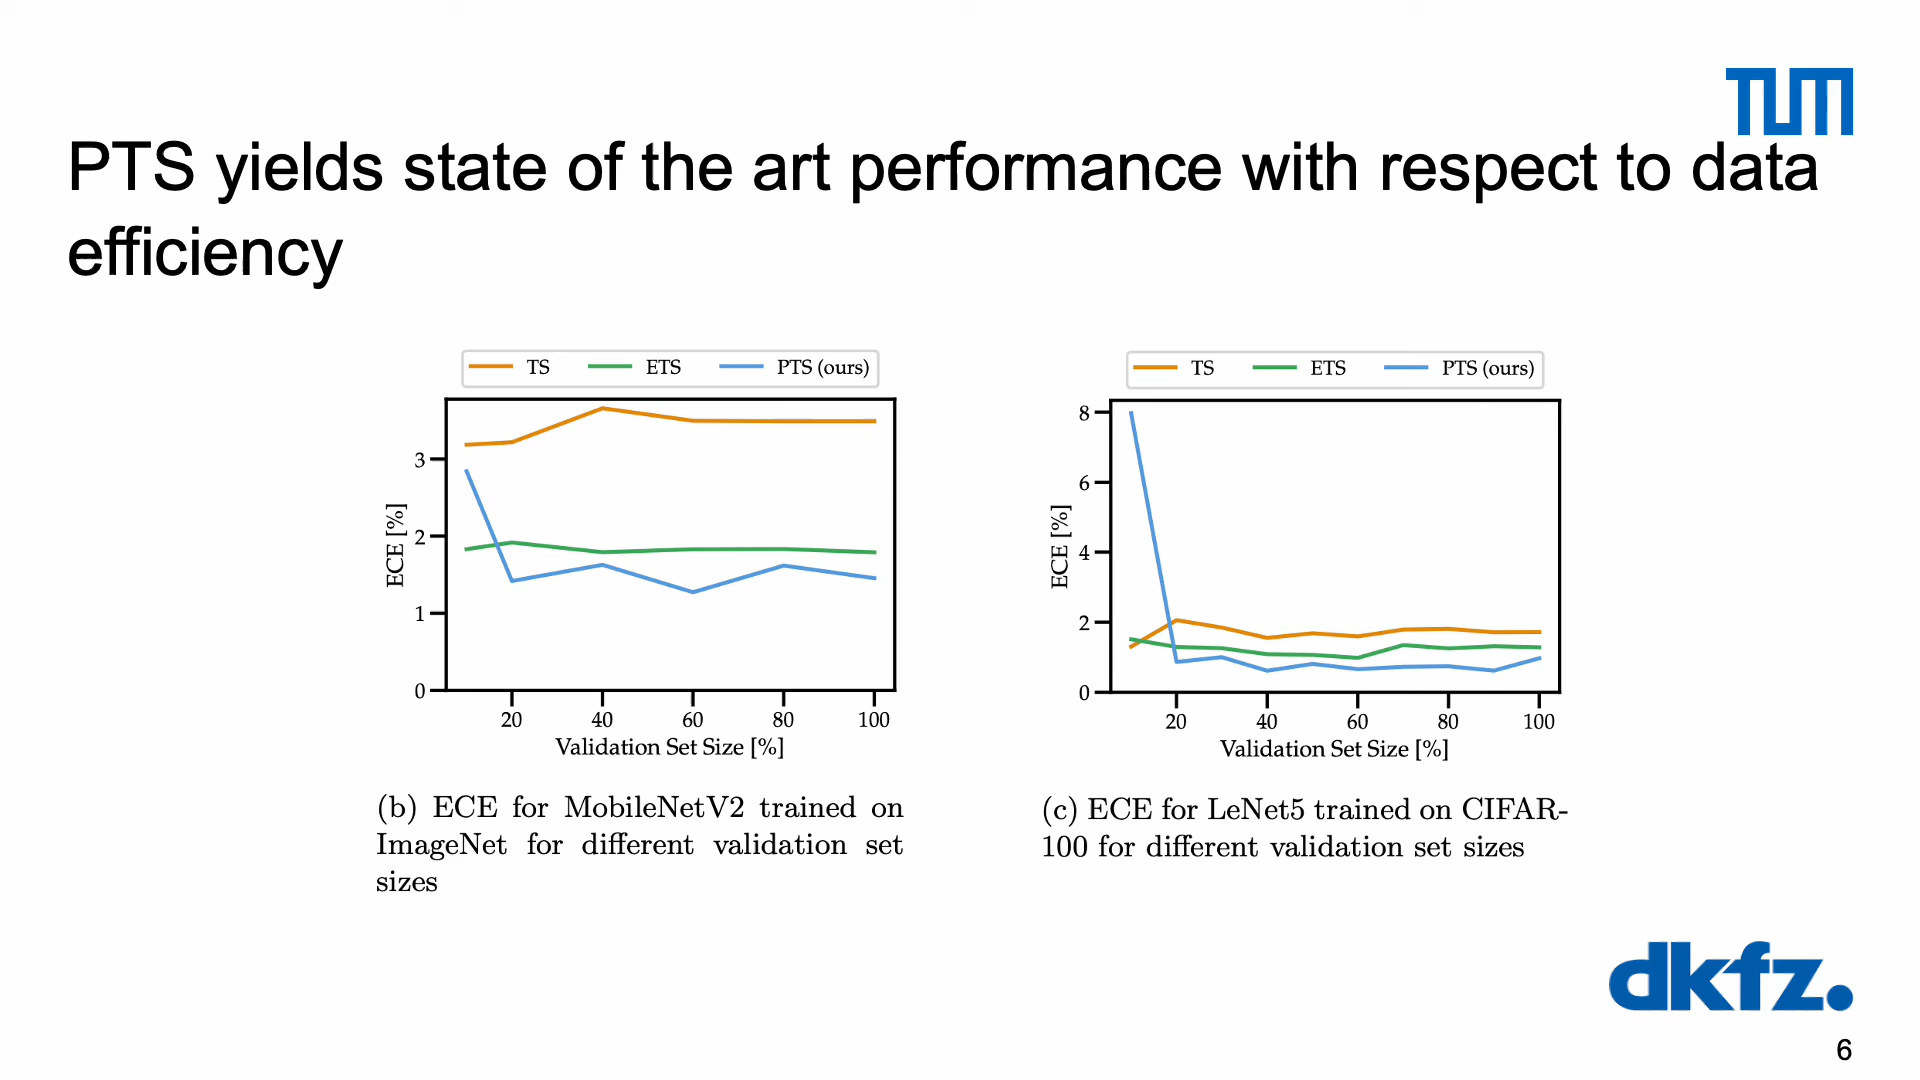 TUM
PTS yields state of the art performance with respect to data
efficiency
TS ETS PTS (ours)
3
2
1
0
ECE [%]
20 40 60 80 100
Validation Set Size [%]
(b) ECE for MobileNetV2 trained on
ImageNet for different validation set
sizes
TS ETS PTS (ours)
8
6
4
2
0
ECE [%]
20 40 60 80 100
Validation Set Size [%]
(c) ECE for LeNet5 trained on CIFAR-
100 for different validation set sizes
dkfz.
6